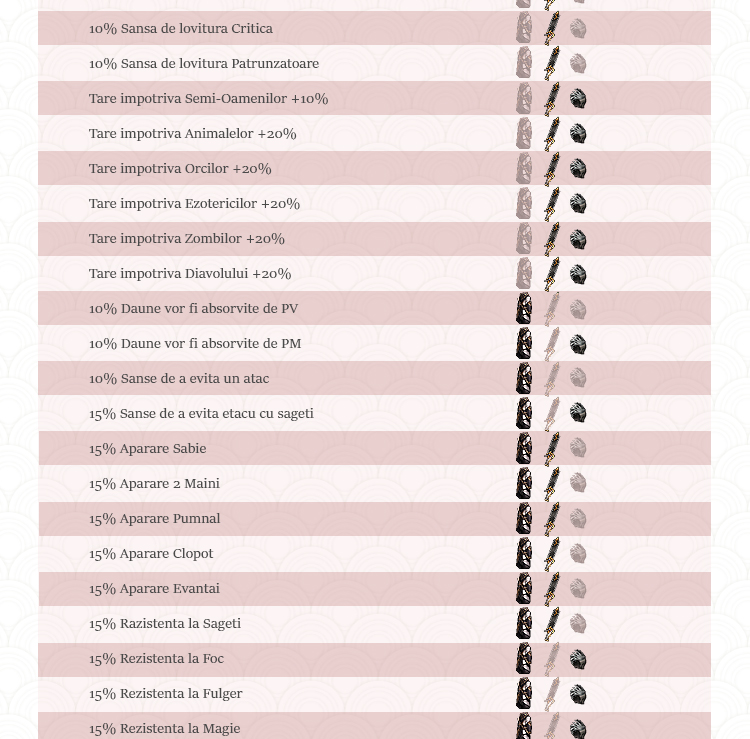 10% Sansa de lovitura Critica
10% Sansa de lovitura Patrunzatoare
Tare impotriva Semi-Oamenilor +10%
Tare impotriva Animalelor +20%
Tare impotriva Orcilor +20%
Tare impotriva Ezotericilor +20%
Tare impotriva Zombilor +20%
Tare impotriva Diavolului +20%
10% Daune vor fi absorvite de PV
10% Daune vor fi absorvite de PM
10% Sanse de a evita un atac
15% Sanse de a evita etacu cu sageti
15% Aparare Sabie
15% Aparare 2 Maini
15% Aparare Pumnal
15% Aparare Clopot
15% Aparare Evantai
15% Razistenta la Sageti
15% Rezistenta la Foc
15% Rezistenta la Fulger
15% Rezistenta la Magie